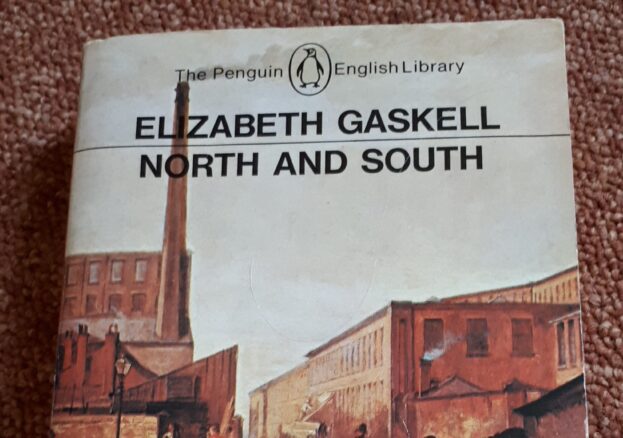 The Penguin English Library
ELIZABETH GASKELL
NORTH AND SOUTH